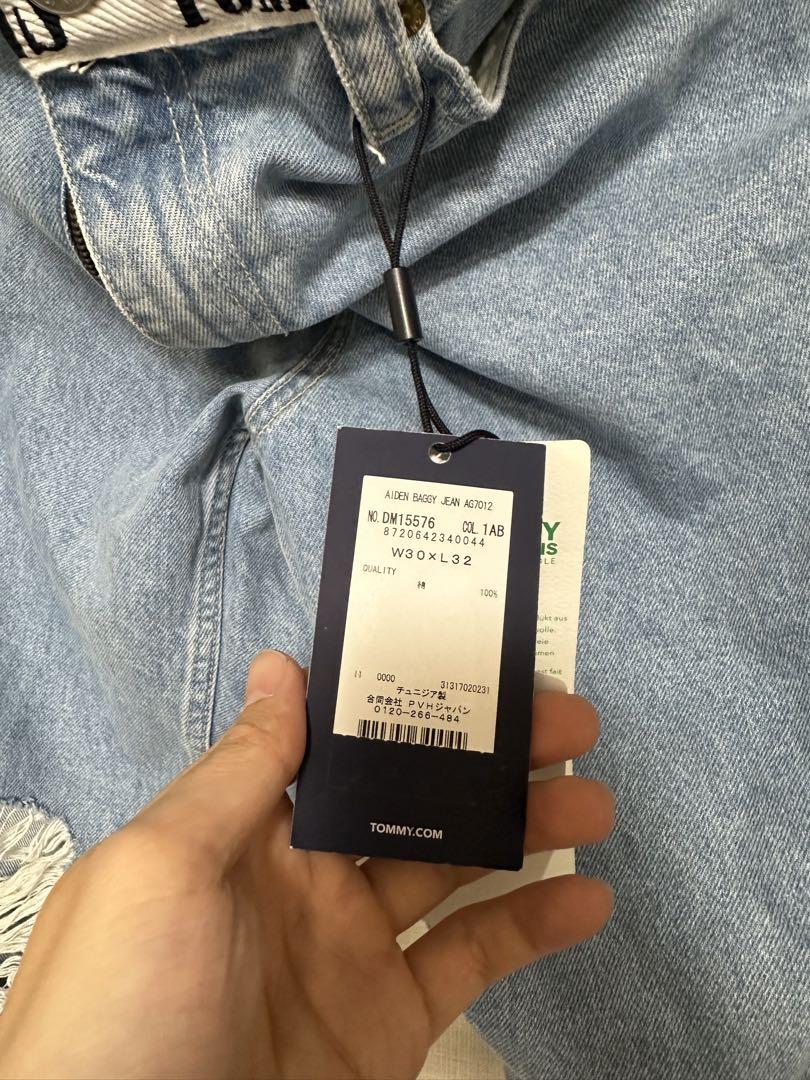 AIDEN BAGGY JEAN AG7012
NO. DM15576 COL. 1AB
8720642340044
W30×L32
QUALITY
綿 100%
11 0000 31317020231
チュニジア製
合同会社 PVHジャパン
0120-266-484
TOMMY.COM